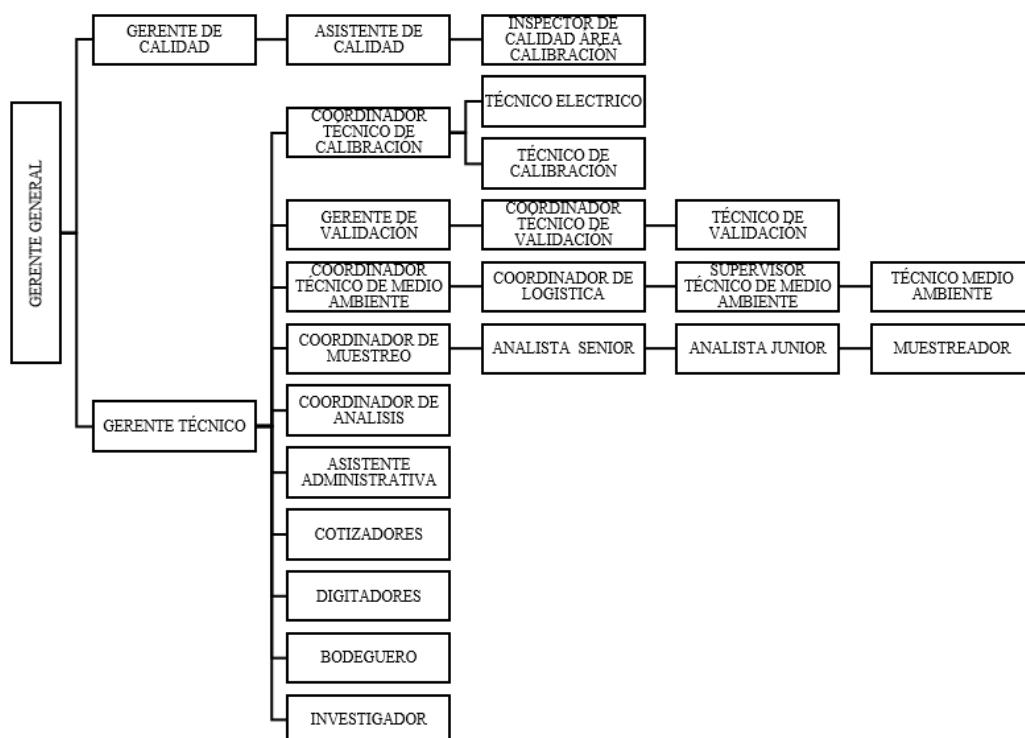 GERENTE GENERAL
GERENTE DE
CALIDAD
ASISTENTE DE
CALIDAD
INSPECTOR DE
CALIDAD ÁREA
CALIBRACIÓN
COORDINADOR
TÉCNICO DE
CALIBRACIÓN
TÉCNICO ELECTRICO
TÉCNICO DE
CALIBRACIÓN
GERENTE DE
VALIDACIÓN
COORDINADOR
TÉCNICO DE
VALIDACIÓN
TÉCNICO DE
VALIDACIÓN
COORDINADOR
TÉCNICO DE MEDIO
AMBIENTE
COORDINADOR DE
LOGISTICA
SUPERVISOR
TÉCNICO DE MEDIO
AMBIENTE
TÉCNICO MEDIO
AMBIENTE
COORDINADOR DE
MUESTREO
ANALISTA SENIOR
ANALISTA JUNIOR
MUESTREADOR
GERENTE TÉCNICO
COORDINADOR DE
ANÁLISIS
ASISTENTE
ADMINISTRATIVA
COTIZADORES
DIGITADORES
BODEGUERO
INVESTIGADOR